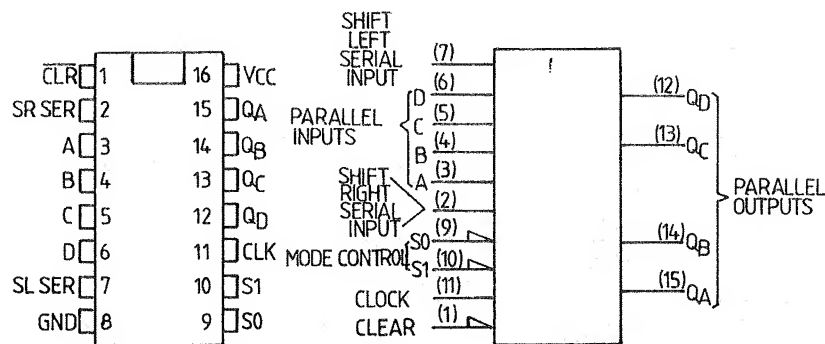 CLR 1 16 VCC
SR SER 2 15 QA
A 3 14 QB
B 4 13 QC
C 5 12 QD
D 6 11 CLK
SL SER 7 10 S1
GND 8 9 S0
SHIFT
LEFT
SERIAL
INPUT
(7)
D (6)
C (5)
B (4)
A (3)
PARALLEL
INPUTS
SHIFT
RIGHT
SERIAL
INPUT
(2)
MODE CONTROL
S0 (9)
S1 (10)
CLOCK (11)
CLEAR (1)
(12) QD
(13) QC
(14) QB
(15) QA
PARALLEL
OUTPUTS